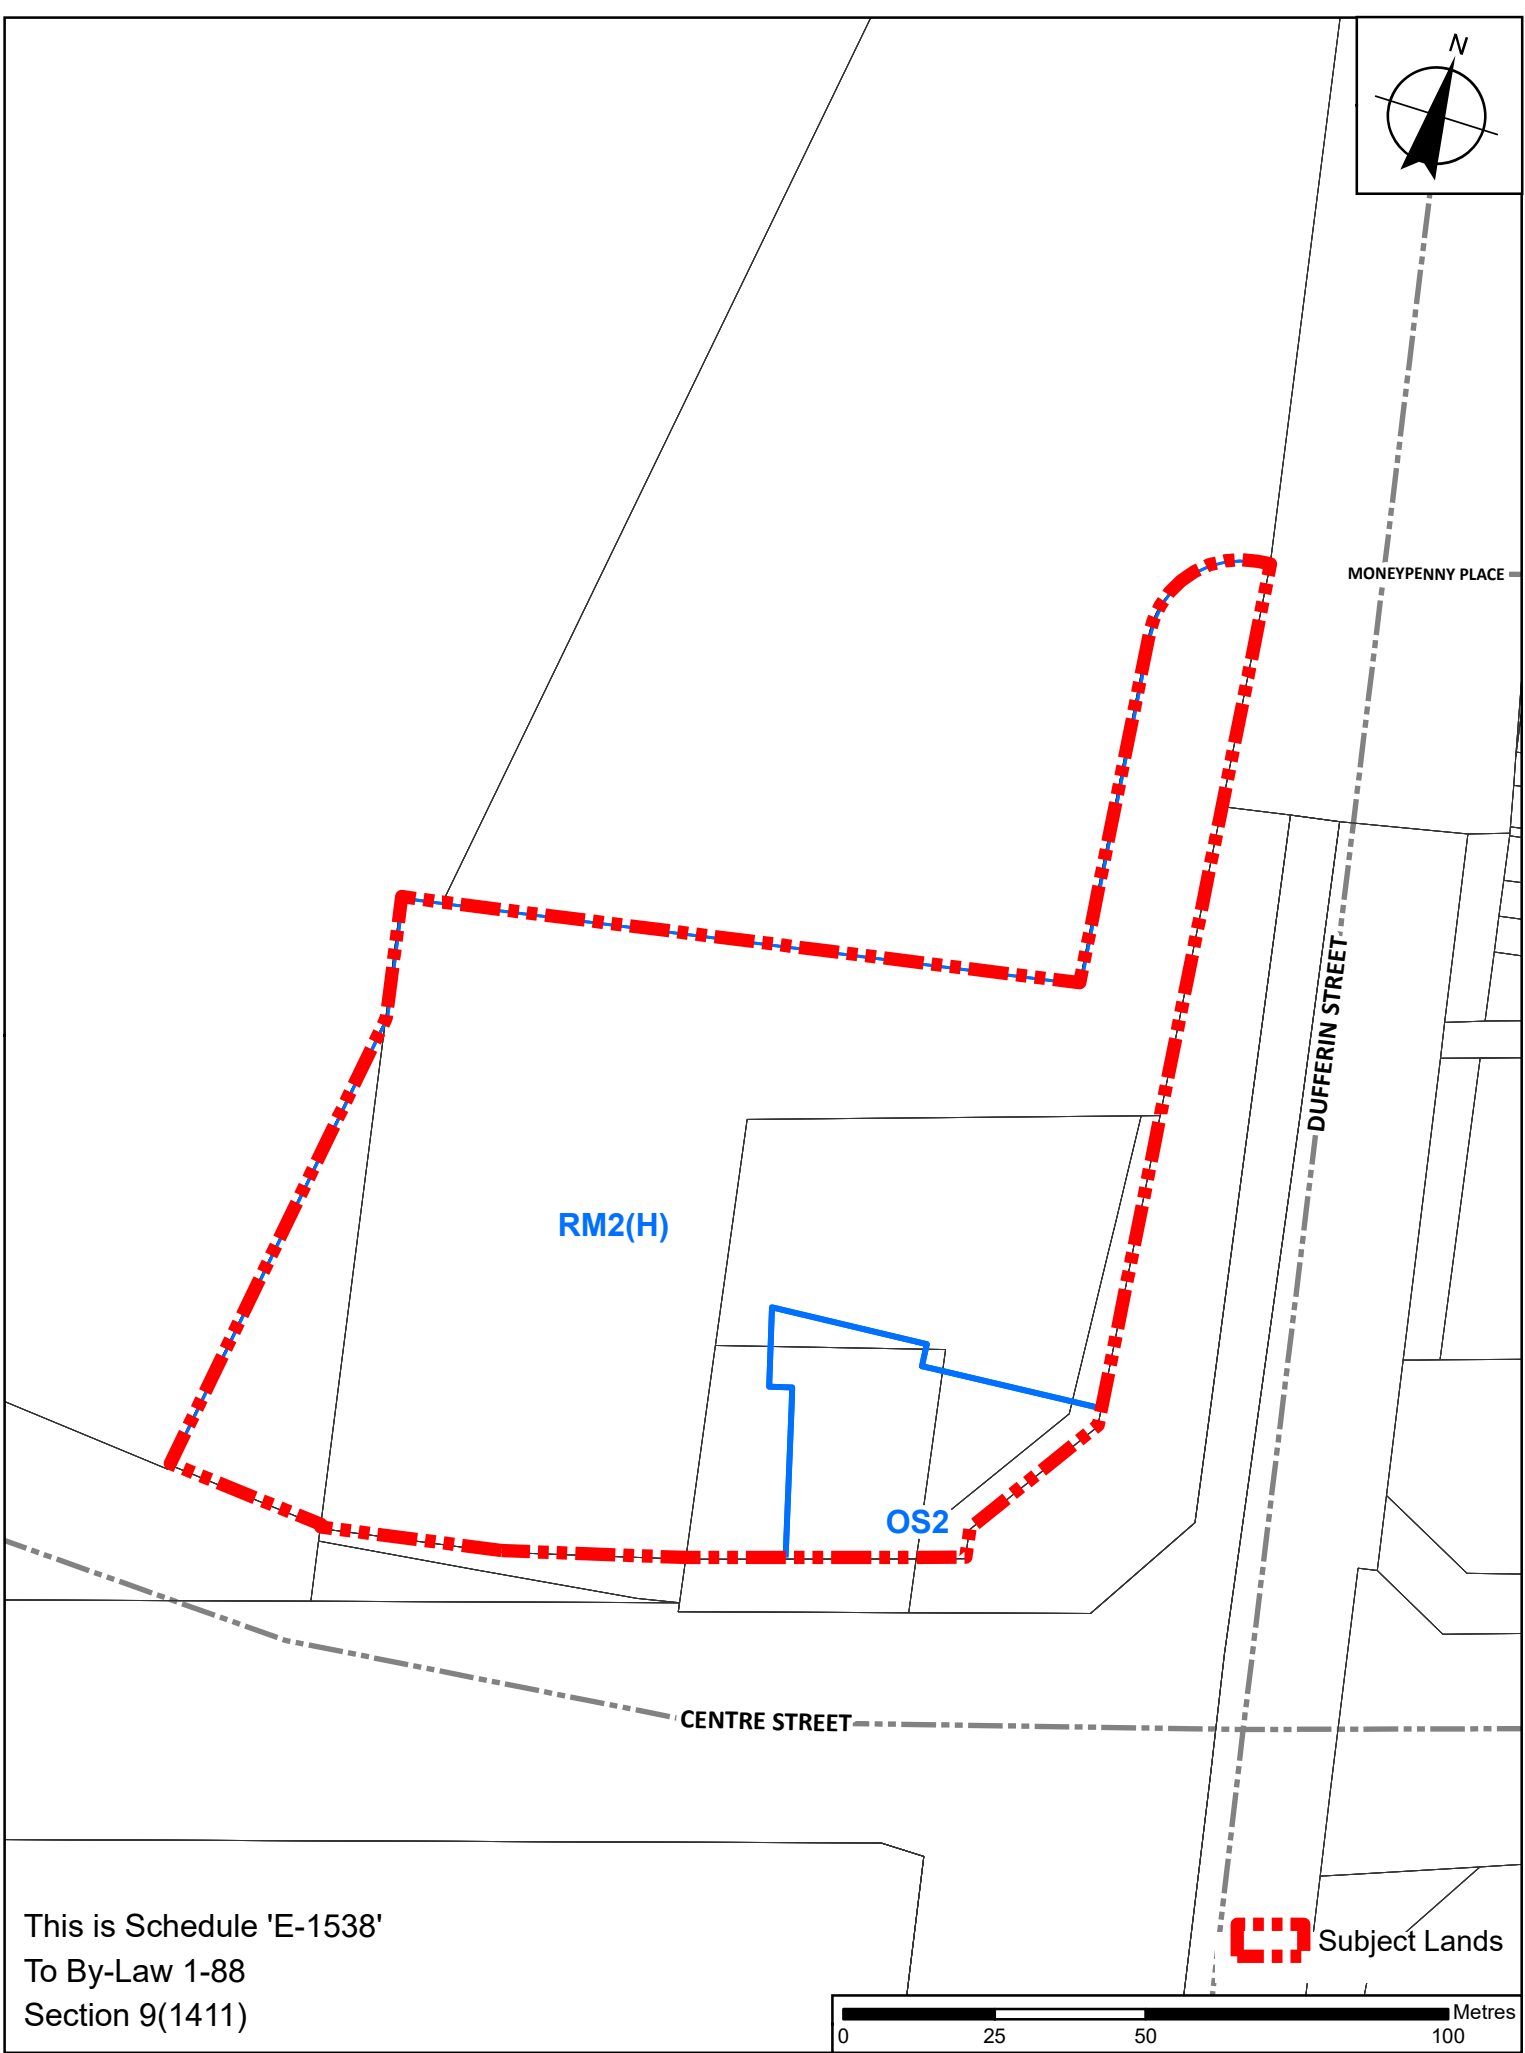 N
MONEYPENNY PLACE
DUFFERIN STREET
RM2(H)
OS2
CENTRE STREET
This is Schedule 'E-1538'
To By-Law 1-88
Section 9(1411)
Subject Lands
Metres
0 25 50 100